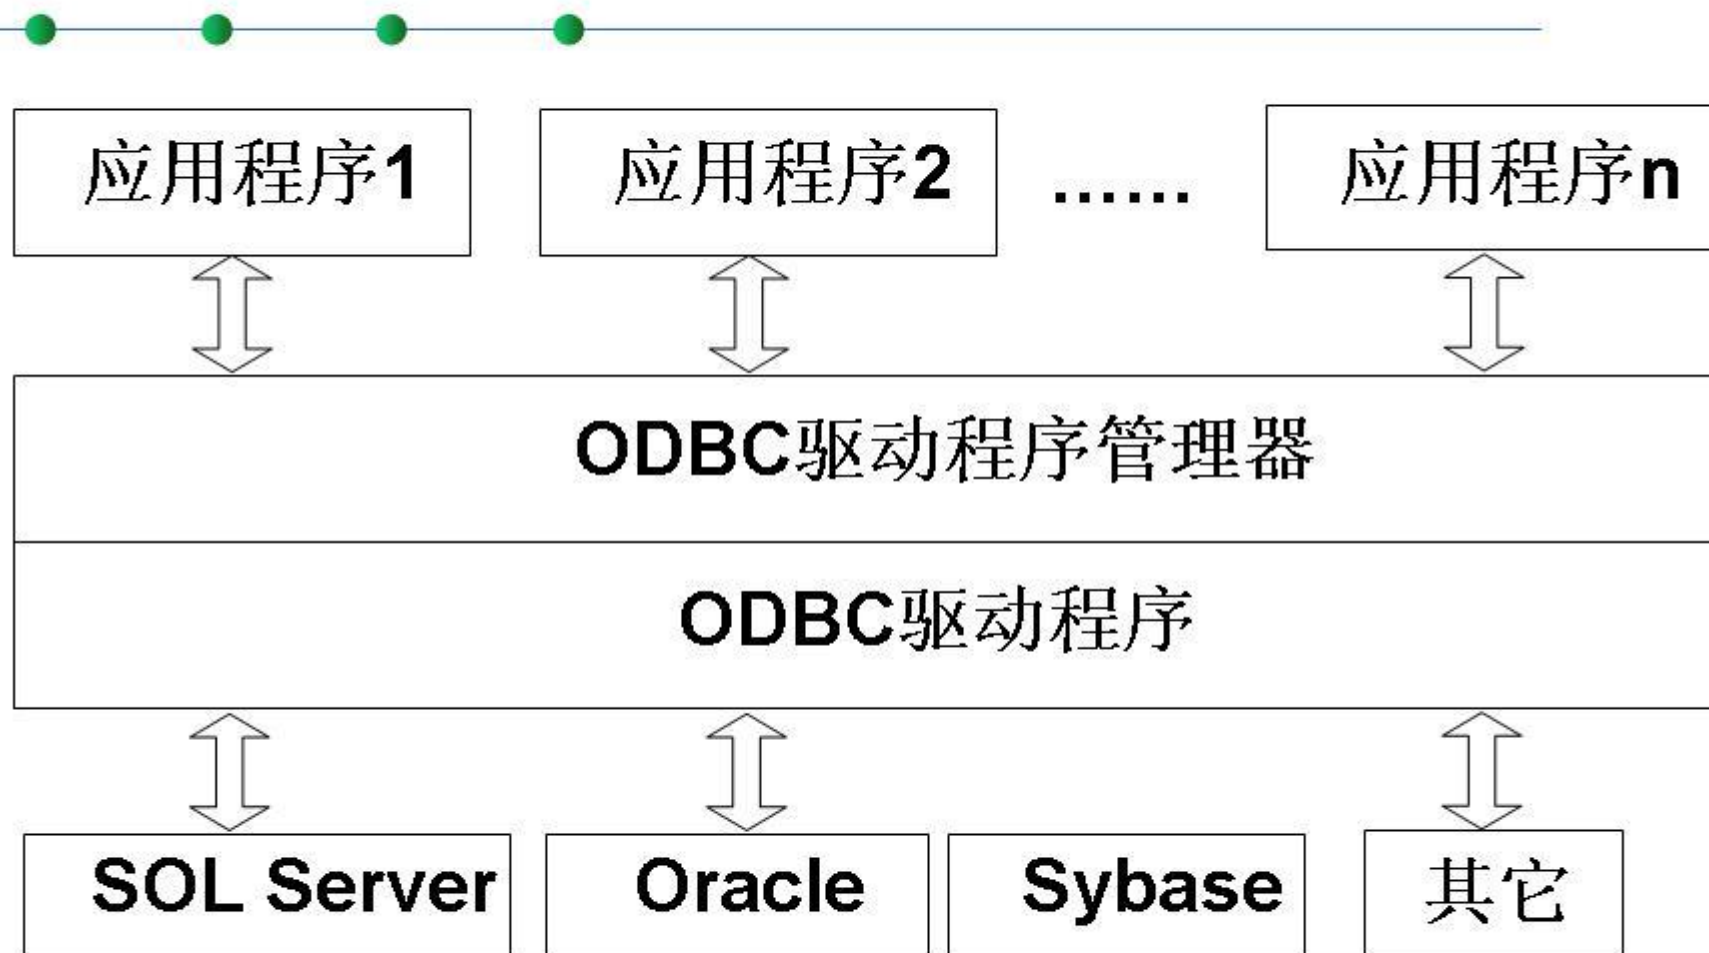 应用程序1
应用程序2
......
应用程序n
ODBC驱动程序管理器
ODBC驱动程序
SOL Server
Oracle
Sybase
其它